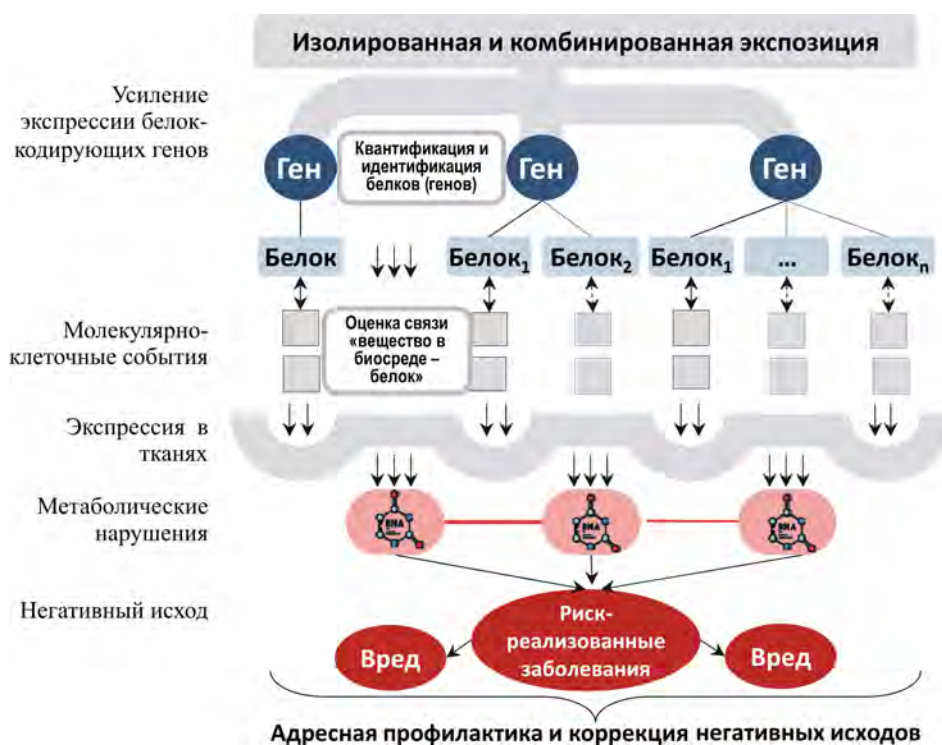 Изолированная и комбинированная экспозиция
Усиление
экспрессии белок-
кодирующих генов
Ген
Квантификация и
идентификация
белков (генов)
Ген
Ген
Белок
Белок₁
Белок₂
Белок₁
...
Белокₙ
Молекулярно-
клеточные события
Оценка связи
«вещество в
биосреде –
белок»
Экспрессия в
тканях
Метаболические
нарушения
Негативный исход
Риск-
реализованные
заболевания
Вред
Вред
Адресная профилактика и коррекция негативных исходов